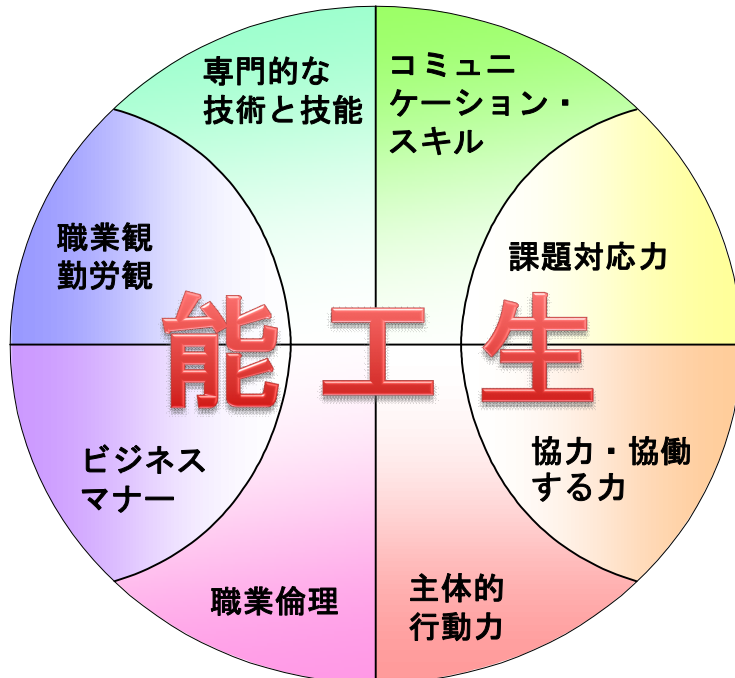 専門的な
技術と技能
コミュニ
ケーション・
スキル
職業観
勤労観
課題対応力
能工生
ビジネス
マナー
協力・協働
する力
職業倫理
主体的
行動力